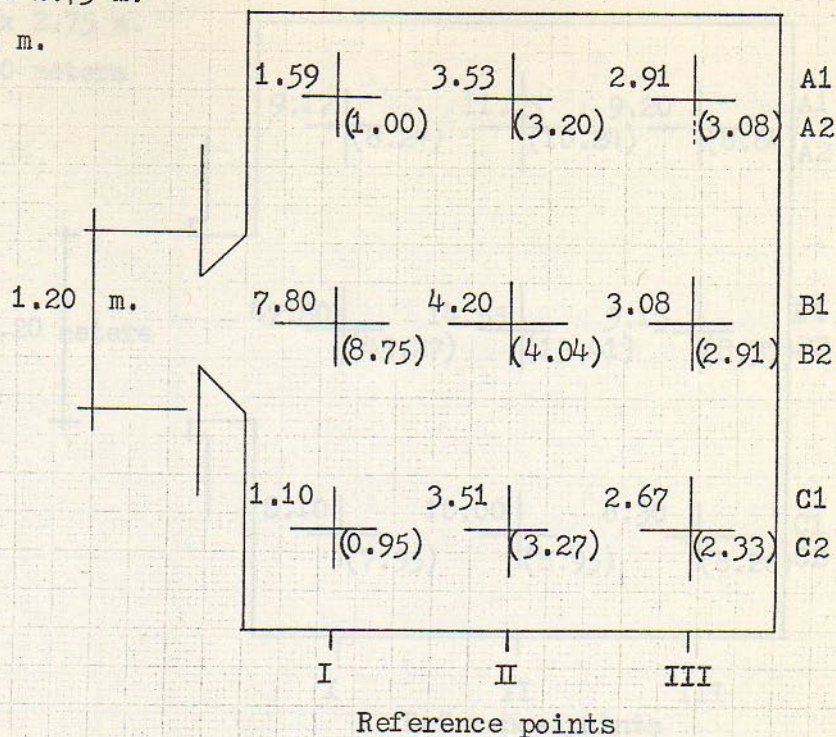 m.
1.59 3.53 2.91 A1
(1.00) (3.20) (3.08) A2
1.20 m. 7.80 4.20 3.08 B1
(8.75) (4.04) (2.91) B2
1.10 3.51 2.67 C1
(0.95) (3.27) (2.33) C2
I II III
Reference points